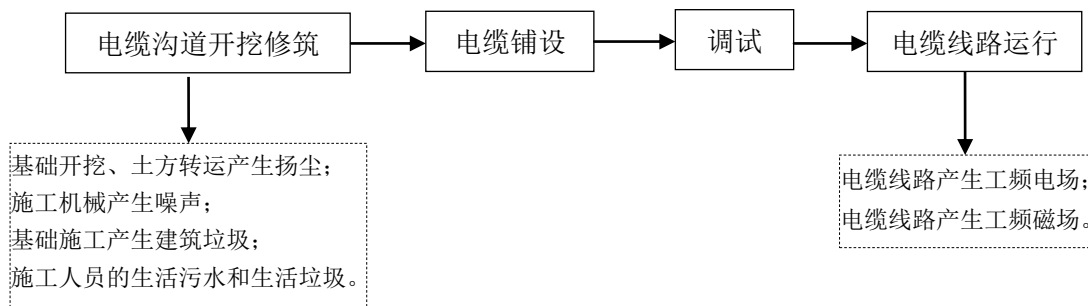 电缆沟道开挖修筑
电缆铺设
调试
电缆线路运行
基础开挖、土方转运产生扬尘；
施工机械产生噪声；
基础施工产生建筑垃圾；
施工人员的生活污水和生活垃圾。
电缆线路产生工频电场；
电缆线路产生工频磁场。